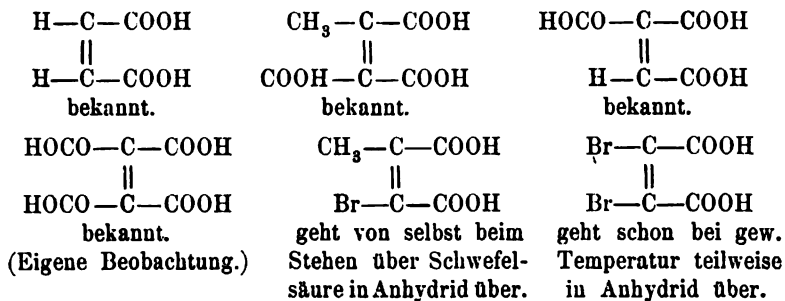 H—C—COOH CH₃—C—COOH HOCO—C—COOH
|| || ||
H—C—COOH COOH—C—COOH H—C—COOH
bekannt. bekannt. bekannt.
HOCO—C—COOH CH₃—C—COOH Br—C—COOH
|| || ||
HOCO—C—COOH Br—C—COOH Br—C—COOH
bekannt. geht von selbst beim geht schon bei gew.
(Eigene Beobachtung.) Stehen über Schwefel- Temperatur teilweise
säure in Anhydrid über. in Anhydrid über.